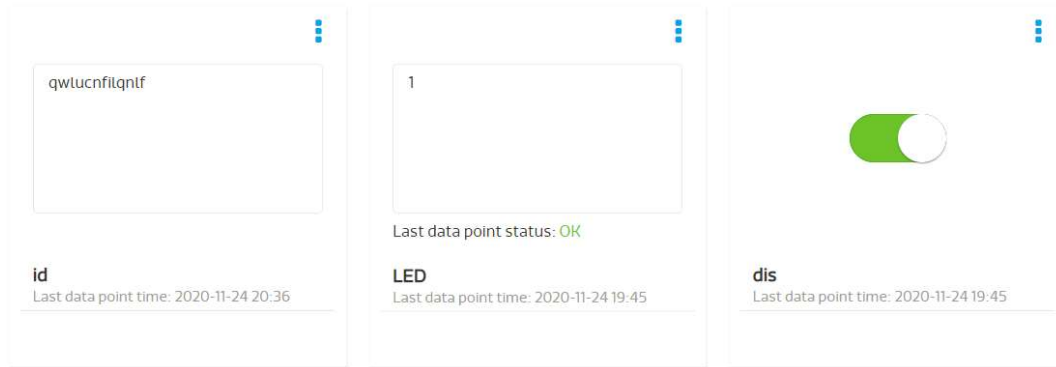 qwlucnfilqnlf
id
Last data point time: 2020-11-24 20:36
1
Last data point status: OK
LED
Last data point time: 2020-11-24 19:45
dis
Last data point time: 2020-11-24 19:45